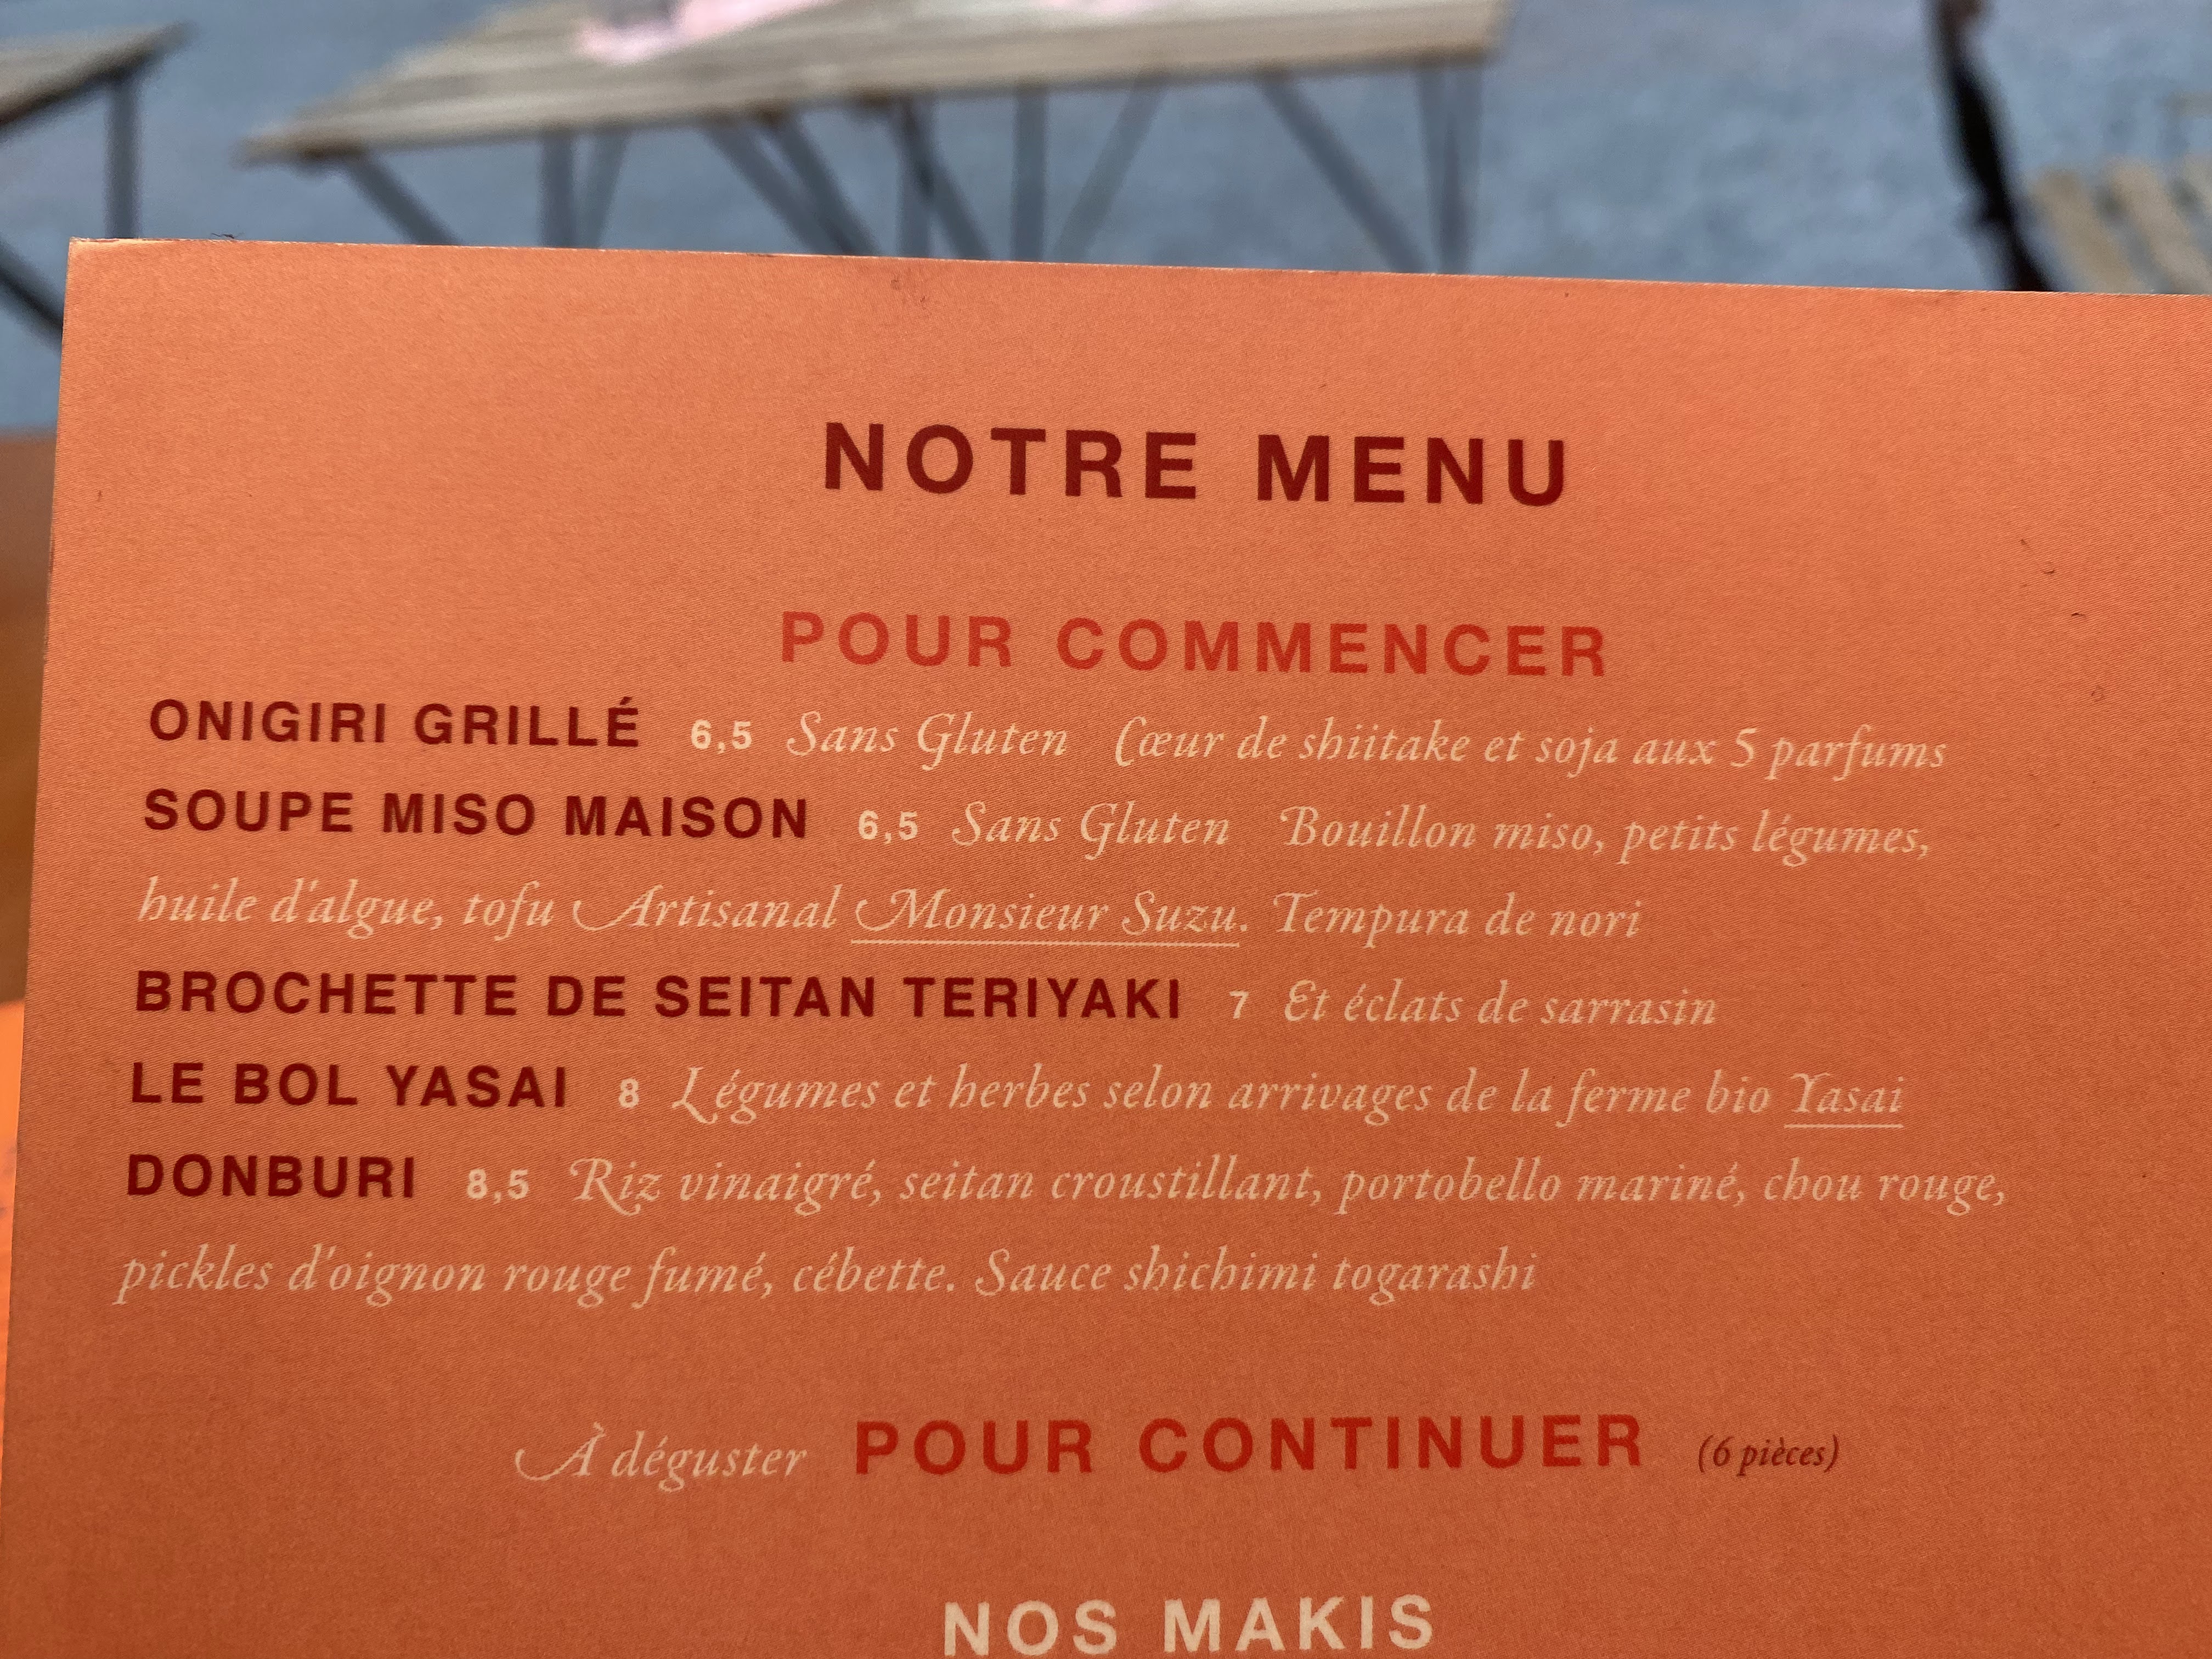 NOTRE MENU
POUR COMMENCER
ONIGIRI GRILLÉ 6,5 Sans Gluten Cœur de shiitake et soja aux 5 parfums
SOUPE MISO MAISON 6,5 Sans Gluten Bouillon miso, petits légumes,
huile d'algue, tofu Artisanal Monsieur Suzu. Tempura de nori
BROCHETTE DE SEITAN TERIYAKI 7 Et éclats de sarrasin
LE BOL YASAI 8 Légumes et herbes selon arrivages de la ferme bio Yasai
DONBURI 8,5 Riz vinaigré, seitan croustillant, portobello mariné, chou rouge,
pickles d'oignon rouge fumé, cébette. Sauce shichimi togarashi
À déguster POUR CONTINUER (6 pièces)
NOS MAKIS